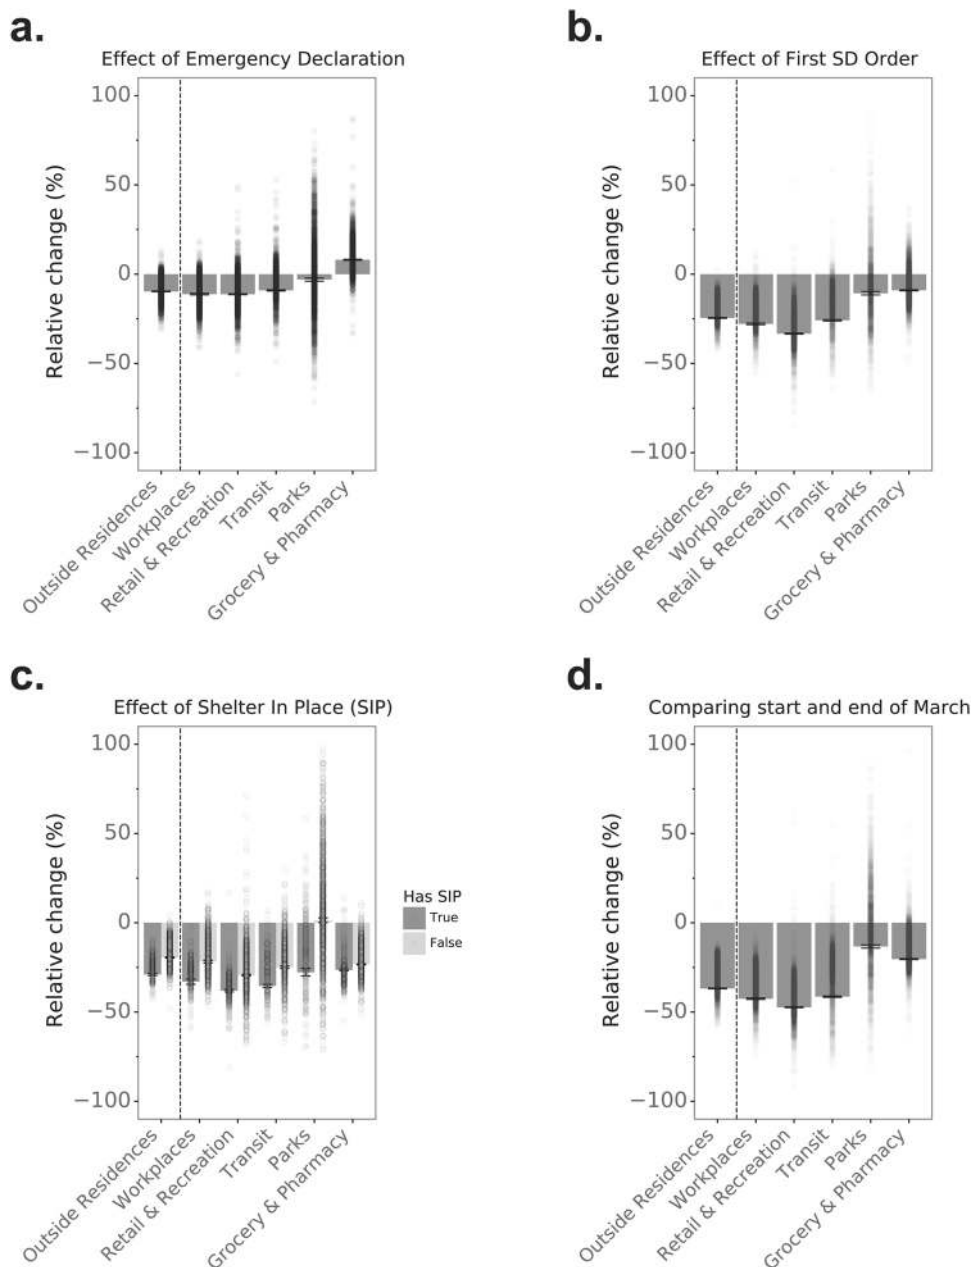 a.
Effect of Emergency Declaration
Relative change (%)
100
50
0
−50
−100
Outside Residences
Workplaces
Retail & Recreation
Transit
Parks
Grocery & Pharmacy
b.
Effect of First SD Order
Relative change (%)
100
50
0
−50
−100
Outside Residences
Workplaces
Retail & Recreation
Transit
Parks
Grocery & Pharmacy
c.
Effect of Shelter In Place (SIP)
Relative change (%)
100
50
0
−50
−100
Outside Residences
Workplaces
Retail & Recreation
Transit
Parks
Grocery & Pharmacy
Has SIP
True
False
d.
Comparing start and end of March
Relative change (%)
100
50
0
−50
−100
Outside Residences
Workplaces
Retail & Recreation
Transit
Parks
Grocery & Pharmacy